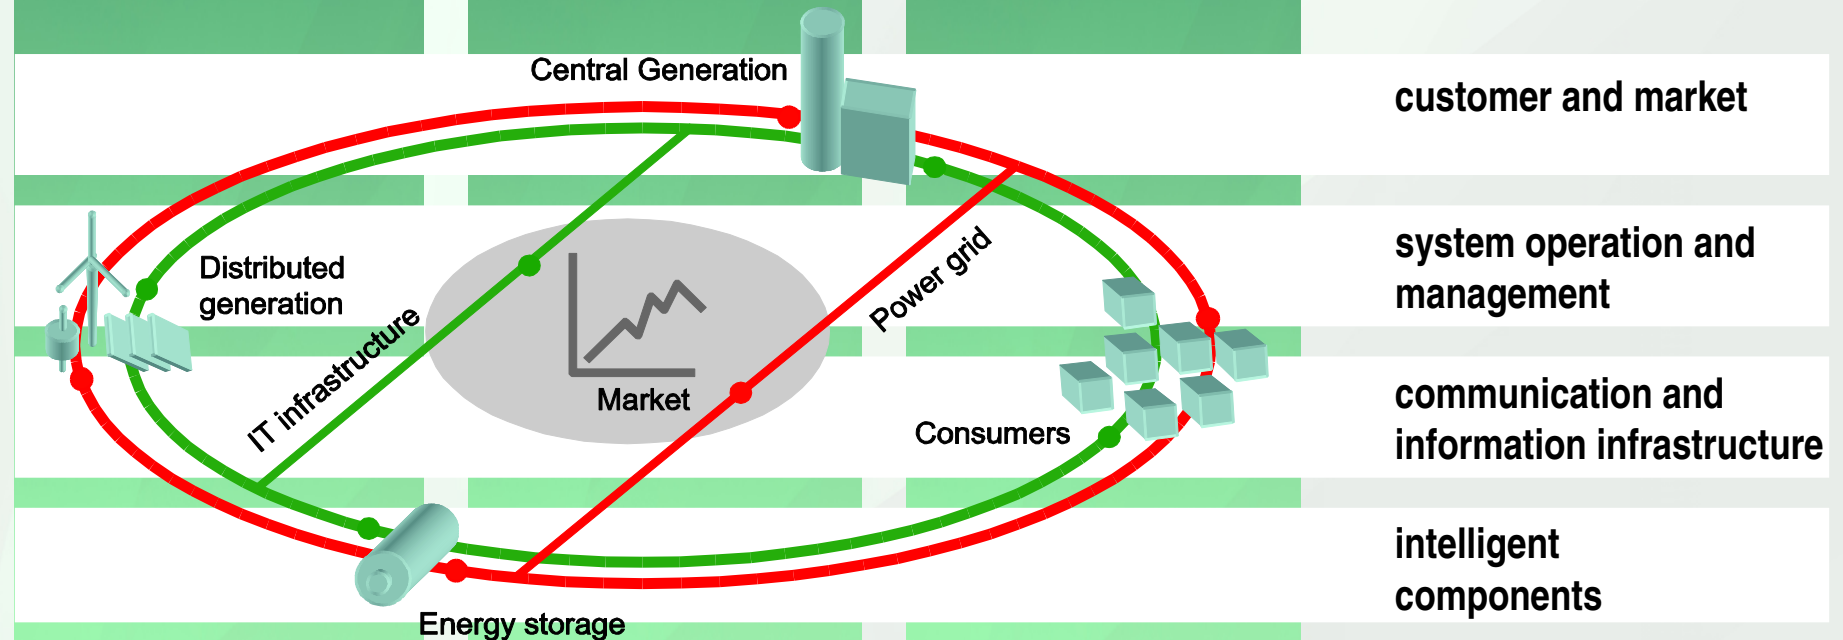 Central Generation
customer and market
Distributed
generation
IT infrastructure
Market
Power grid
Consumers
Energy storage
system operation and
management
communication and
information infrastructure
intelligent
components